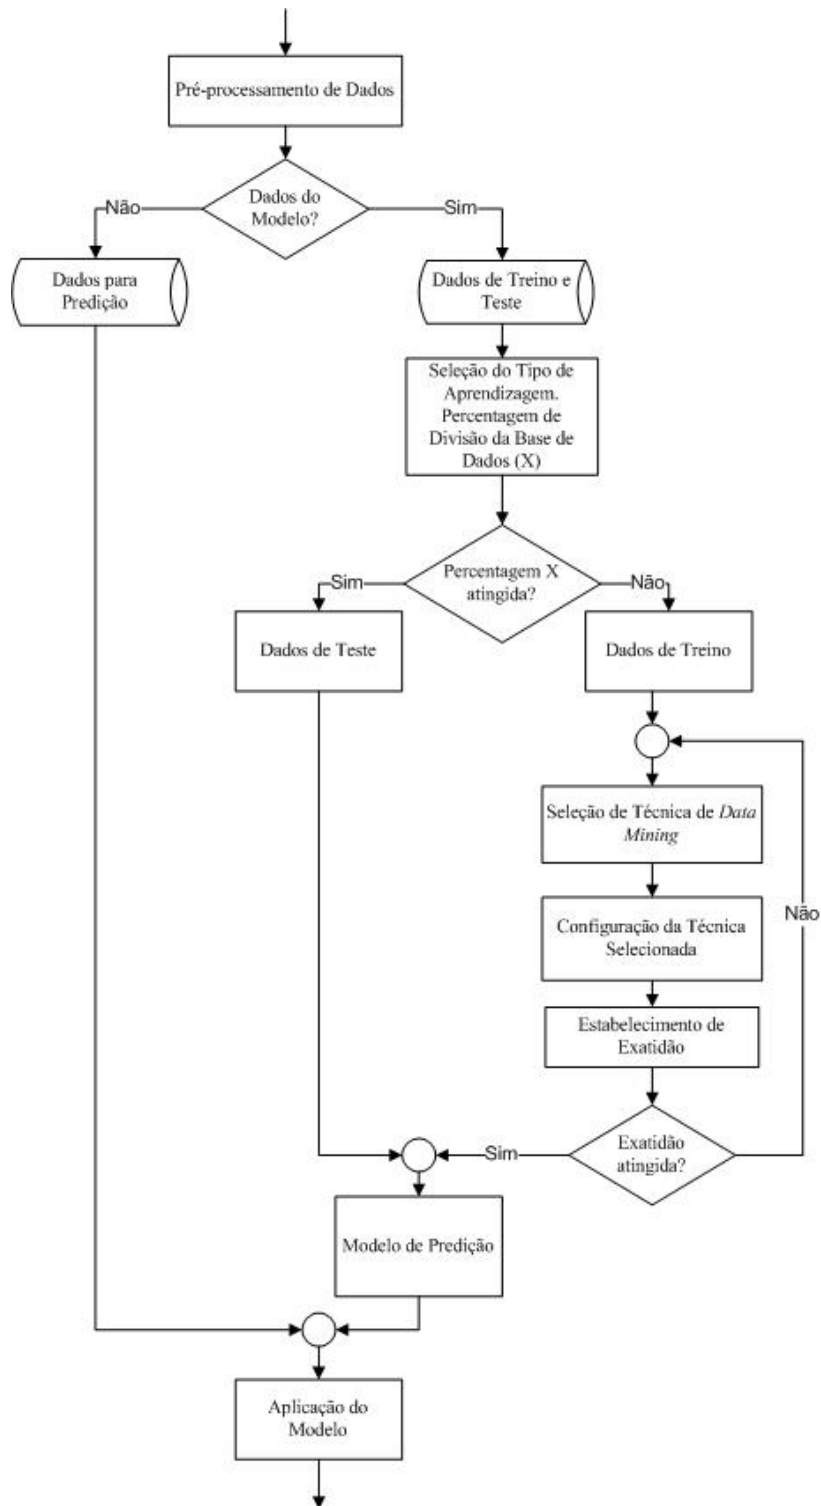 Pré-processamento de Dados
Dados do
Modelo?
Não
Sim
Dados para
Predição
Dados de Treino e
Teste
Seleção do Tipo de
Aprendizagem.
Percentagem de
Divisão da Base de
Dados (X)
Percentagem X
atingida?
Sim
Não
Dados de Teste
Dados de Treino
Seleção de Técnica de Data
Mining
Configuração da Técnica
Selecionada
Não
Estabelecimento de
Exatidão
Exatidão
atingida?
Sim
Modelo de Predição
Aplicação do
Modelo